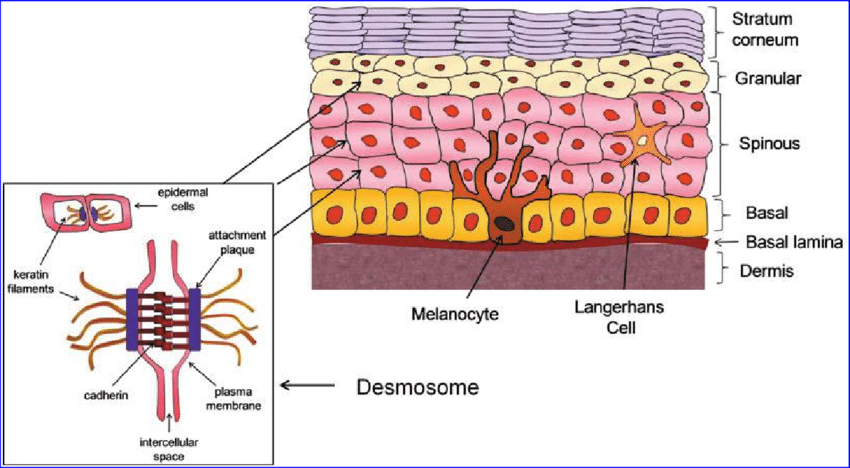 Stratum
corneum
Granular
Spinous
Basal
Basal lamina
Dermis
Melanocyte
Langerhans
Cell
epidermal
cells
attachment
plaque
keratin
filaments
cadherin
plasma
membrane
intercellular
space
Desmosome